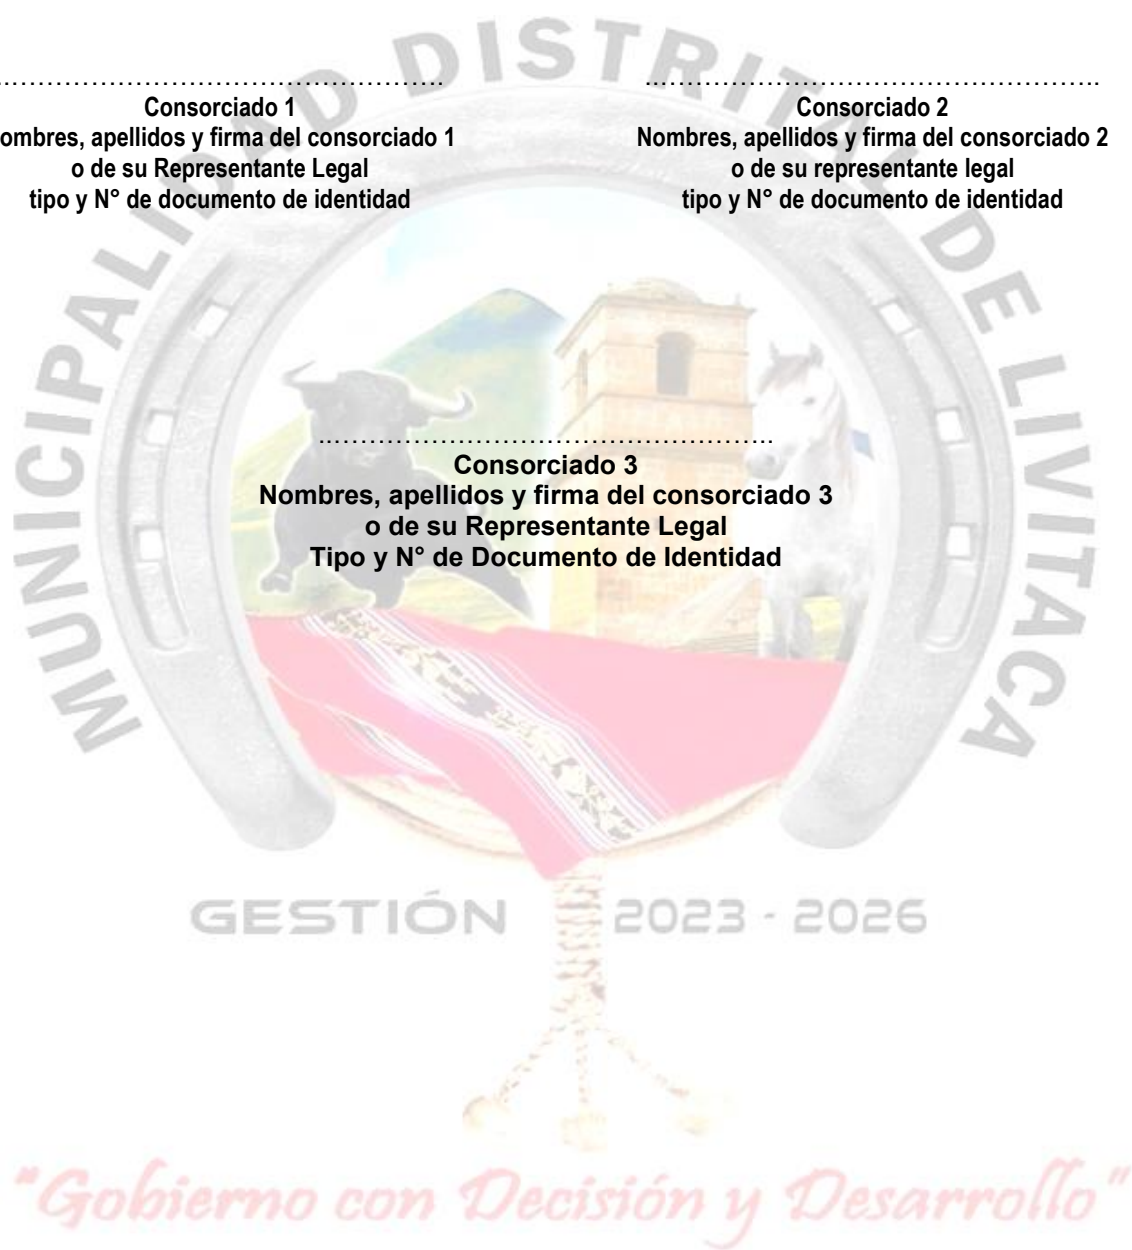 MUNICIPALIDAD DISTRITAL DE LIVITACA
…………………………………………….
Consorciado 1
ombres, apellidos y firma del consorciado 1
o de su Representante Legal
tipo y N° de documento de identidad
…………………………………………….
Consorciado 2
Nombres, apellidos y firma del consorciado 2
o de su representante legal
tipo y N° de documento de identidad
…………………………………………….
Consorciado 3
Nombres, apellidos y firma del consorciado 3
o de su Representante Legal
Tipo y N° de Documento de Identidad
GESTIÓN 2023 - 2026
"Gobierno con Decisión y Desarrollo"